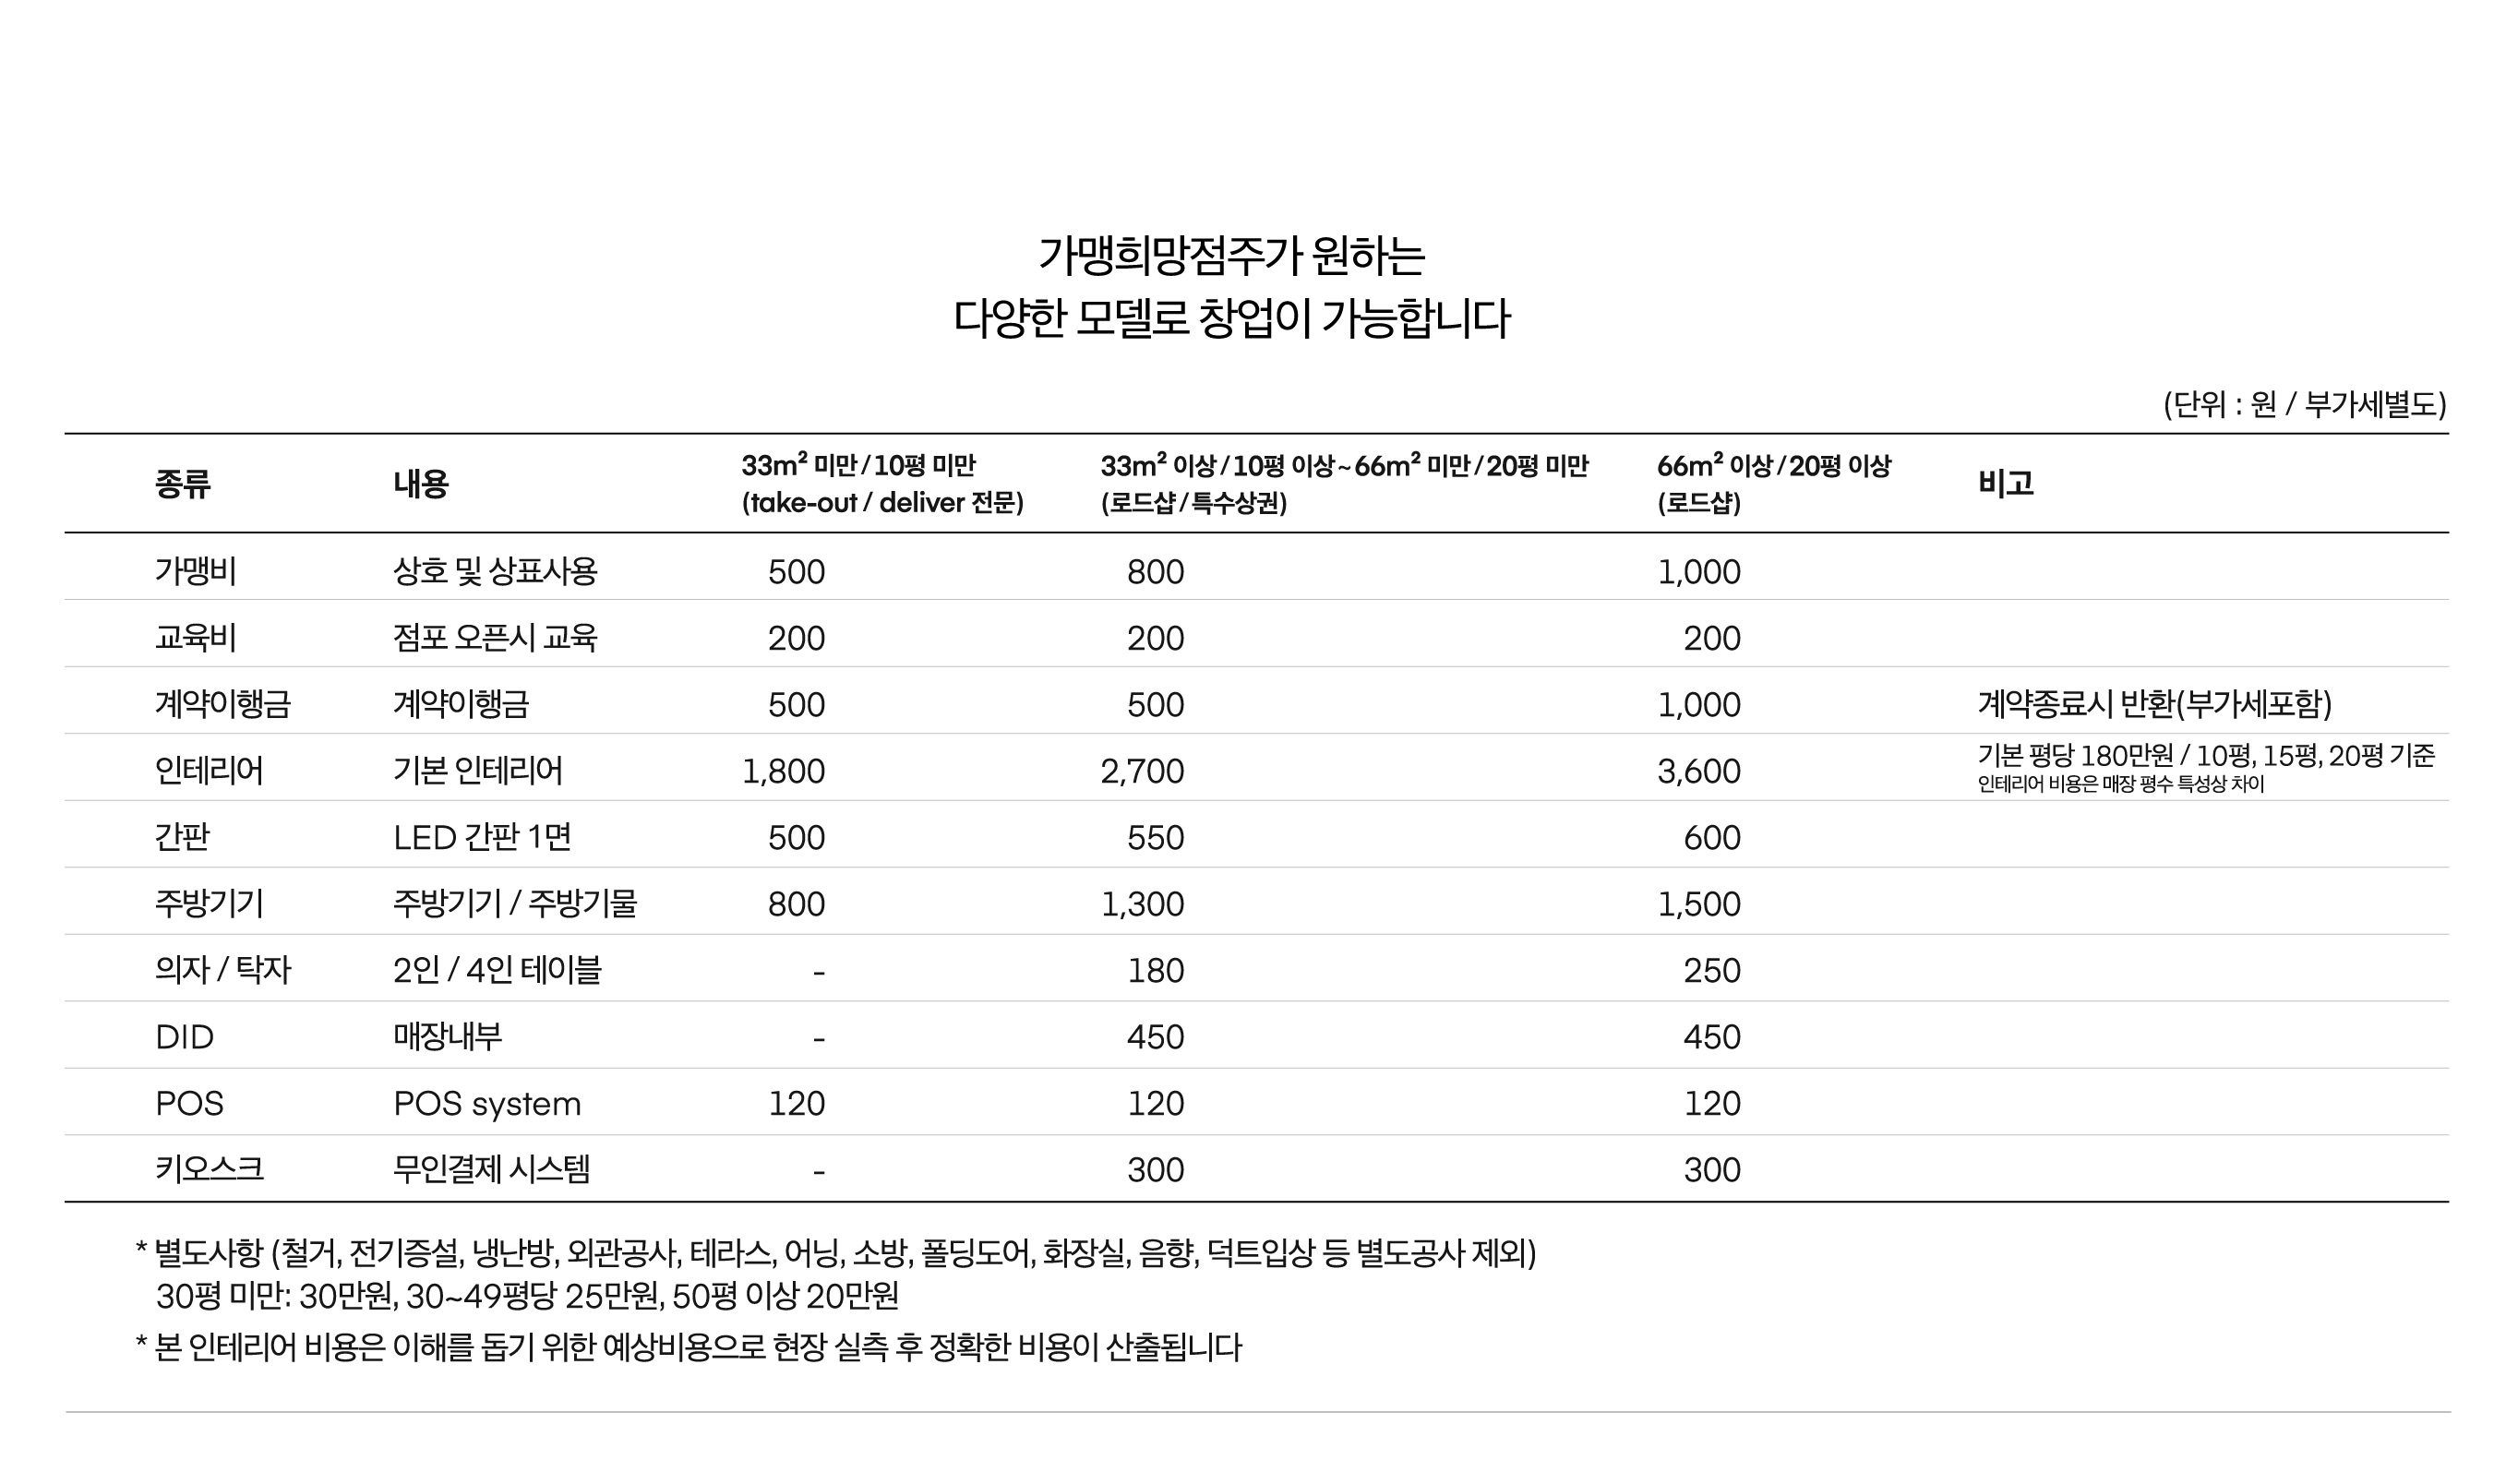 가맹희망점주가 원하는
다양한 모델로 창업이 가능합니다
(단위 : 원 / 부가세별도)
종류 내용 33m² 미만 / 10평 미만 (take-out / deliver 전문) 33m² 이상 / 10평 이상 ~ 66m² 미만 / 20평 미만 (로드샵 / 특수상권) 66m² 이상 / 20평 이상 (로드샵) 비고
가맹비 상호 및 상표사용 500 800 1,000
교육비 점포 오픈시 교육 200 200 200
계약이행금 계약이행금 500 500 1,000 계약종료시 반환(부가세포함)
인테리어 기본 인테리어 1,800 2,700 3,600 기본 평당 180만원 / 10평, 15평, 20평 기준
인테리어 비용은 매장 평수 특성상 차이
간판 LED 간판 1면 500 550 600
주방기기 주방기기 / 주방기물 800 1,300 1,500
의자 / 탁자 2인 / 4인 테이블 - 180 250
DID 매장내부 - 450 450
POS POS system 120 120 120
키오스크 무인결제 시스템 - 300 300
* 별도사항 (철거, 전기증설, 냉난방, 외관공사, 테라스, 어닝, 소방, 폴딩도어, 화장실, 음향, 덕트입상 등 별도공사 제외)
30평 미만: 30만원, 30~49평당 25만원, 50평 이상 20만원
* 본 인테리어 비용은 이해를 돕기 위한 예상비용으로 현장 실측 후 정확한 비용이 산출됩니다